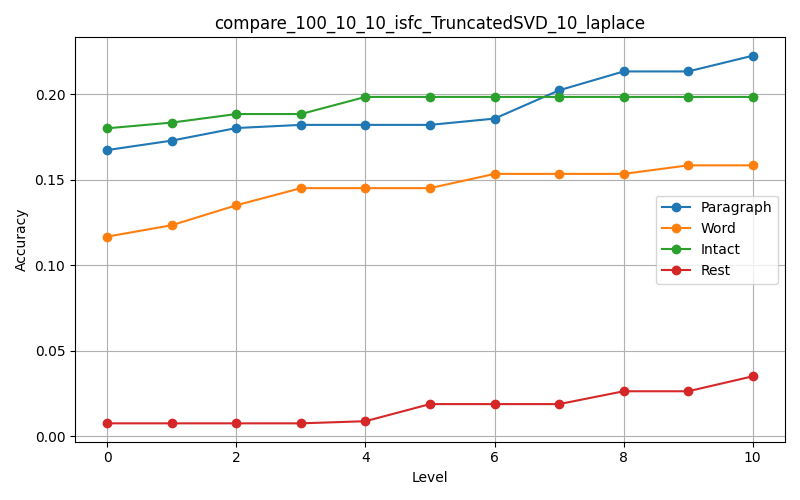 compare_100_10_10_isfc_TruncatedSVD_10_laplace
Accuracy
0.20
0.15
0.10
0.05
0.00
Paragraph
Word
Intact
Rest
0 2 4 6 8 10
Level